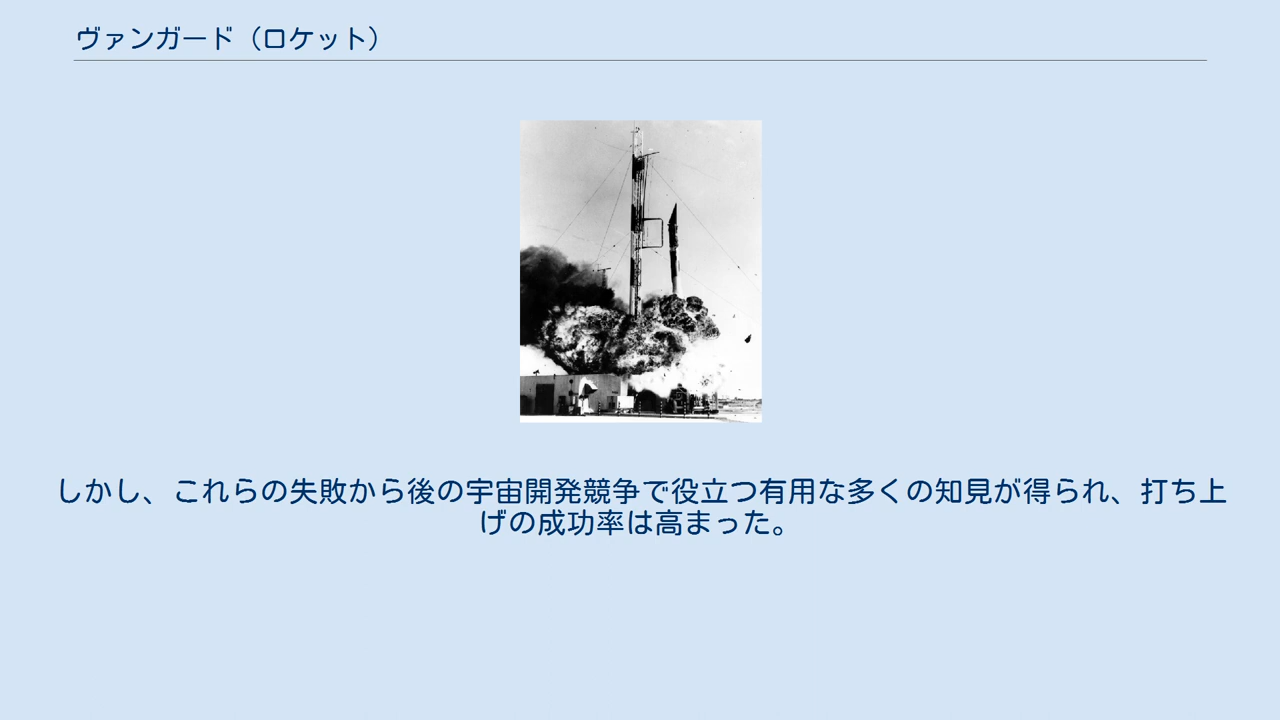 ヴァンガード（ロケット）
しかし、これらの失敗から後の宇宙開発競争で役立つ有用な多くの知見が得られ、打ち上
げの成功率は高まった。